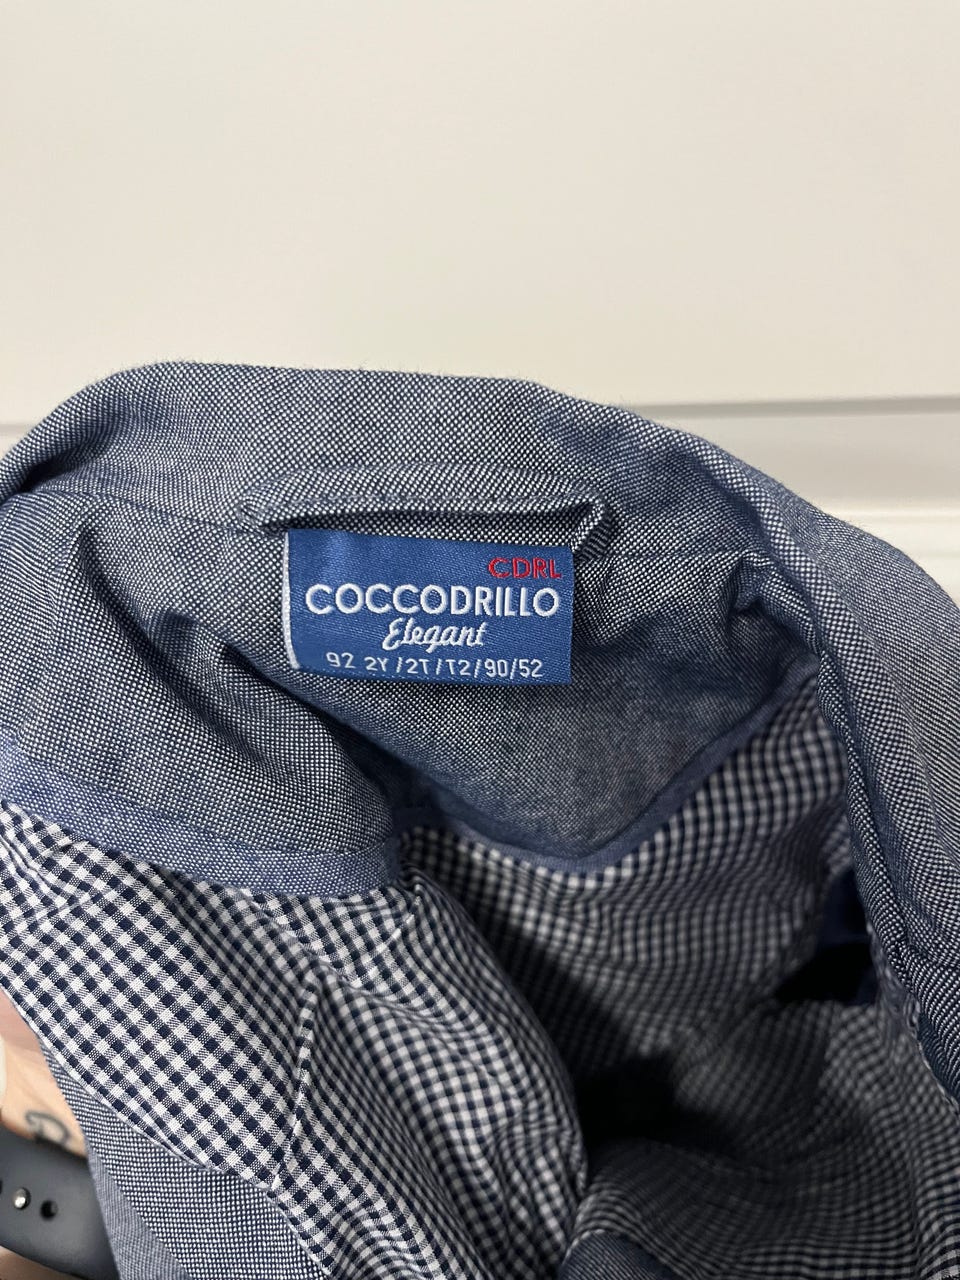 CDRL
COCCODRILLO
Elegant
92 2Y/2T/T2/90/52